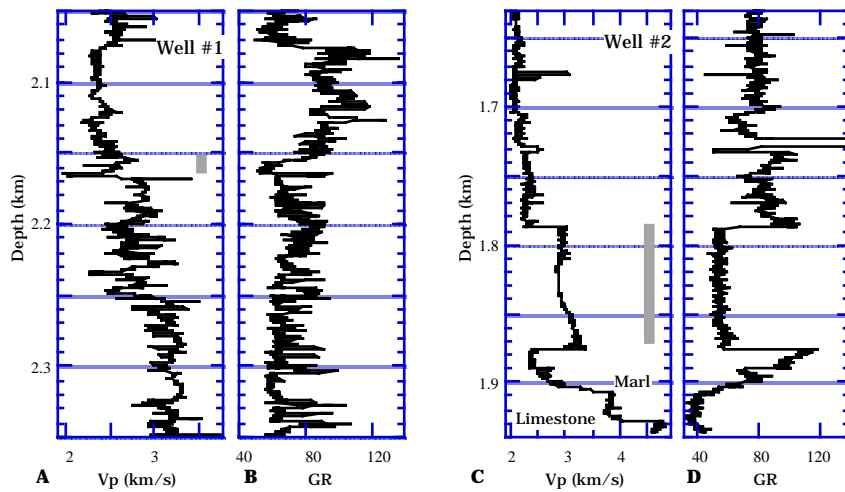 Well #1
Well #2
2.1
2.2
2.3
Depth (km)
1.7
1.8
1.9
Depth (km)
Marl
Limestone
A 2 3 B 40 80 120
Vp (km/s) GR
C 2 3 4 D 40 80 120
Vp (km/s) GR